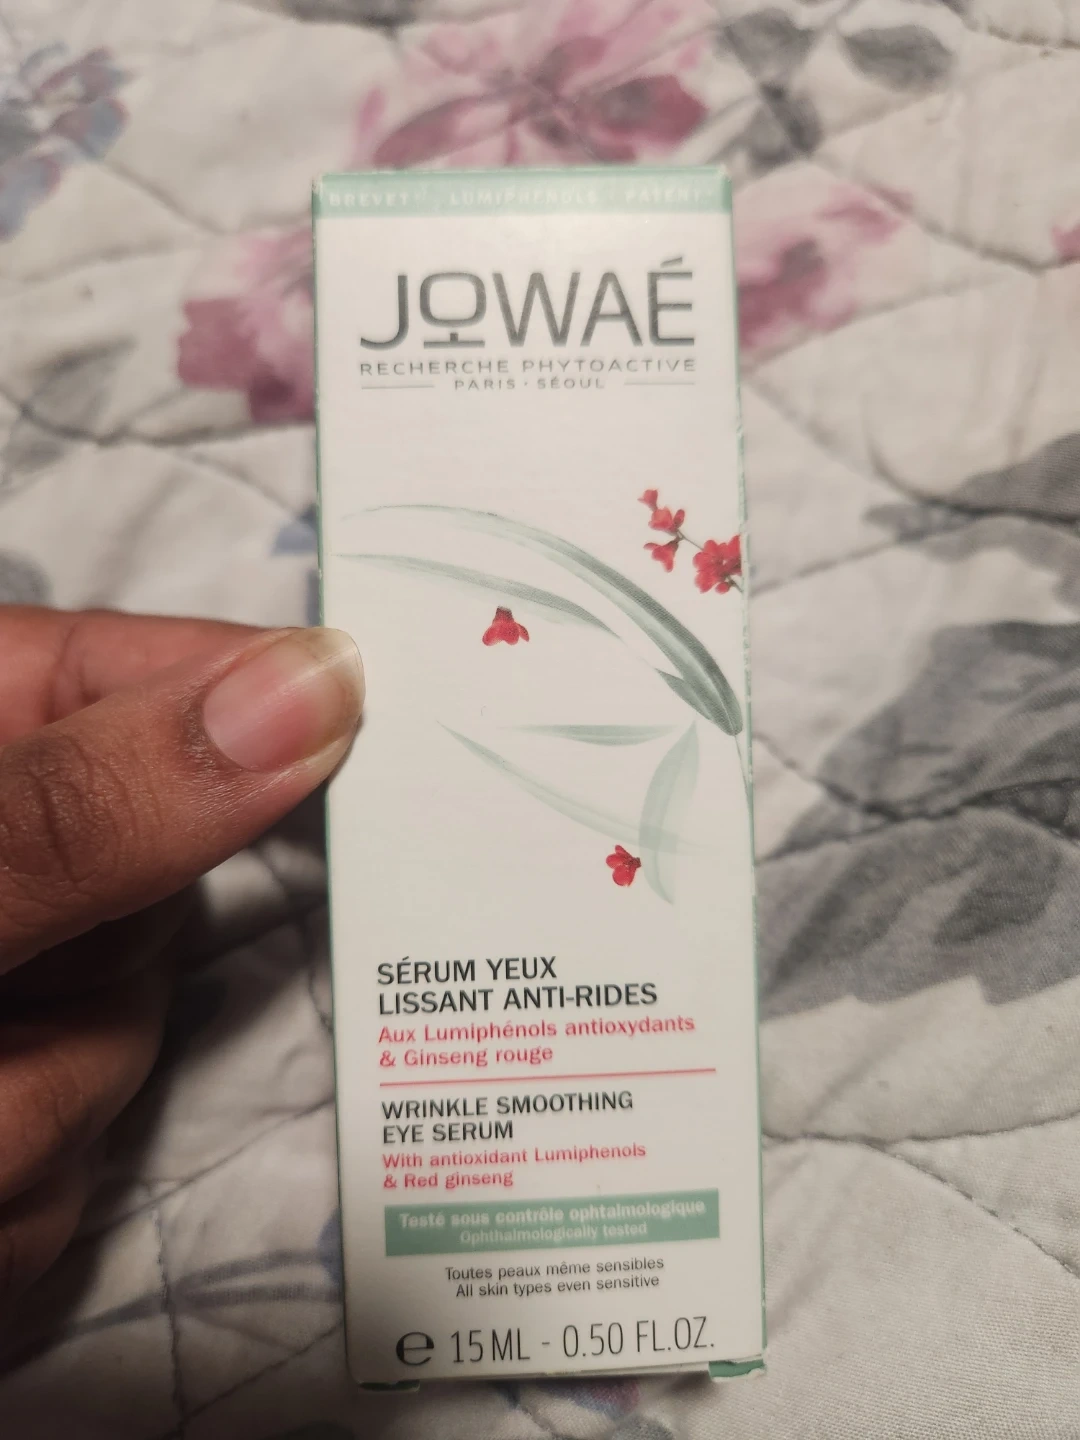 BREVET · LUMIPHENOLS · PATENT
JOWAÉ
RECHERCHE PHYTOACTIVE
PARIS · SÉOUL
SÉRUM YEUX
LISSANT ANTI-RIDES
Aux Lumiphénols antioxydants
& Ginseng rouge
WRINKLE SMOOTHING
EYE SERUM
With antioxidant Lumiphenols
& Red ginseng
Testé sous contrôle ophtalmologique
Ophthalmologically tested
Toutes peaux même sensibles
All skin types even sensitive
℮ 15 ML - 0.50 FL.OZ.